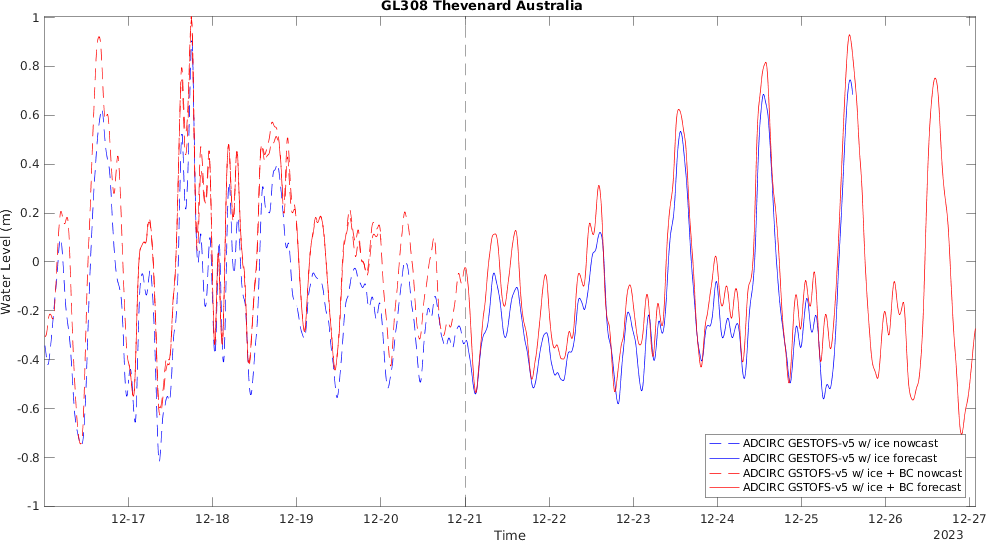 GL308 Thevenard Australia
1
0.8
0.6
0.4
0.2
0
-0.2
-0.4
-0.6
-0.8
-1
Water Level (m)
ADCIRC GESTOFS-v5 w/ ice nowcast
ADCIRC GESTOFS-v5 w/ ice forecast
ADCIRC GSTOFS-v5 w/ ice + BC nowcast
ADCIRC GSTOFS-v5 w/ ice + BC forecast
12-17 12-18 12-19 12-20 12-21 12-22 12-23 12-24 12-25 12-26 12-27
Time
2023